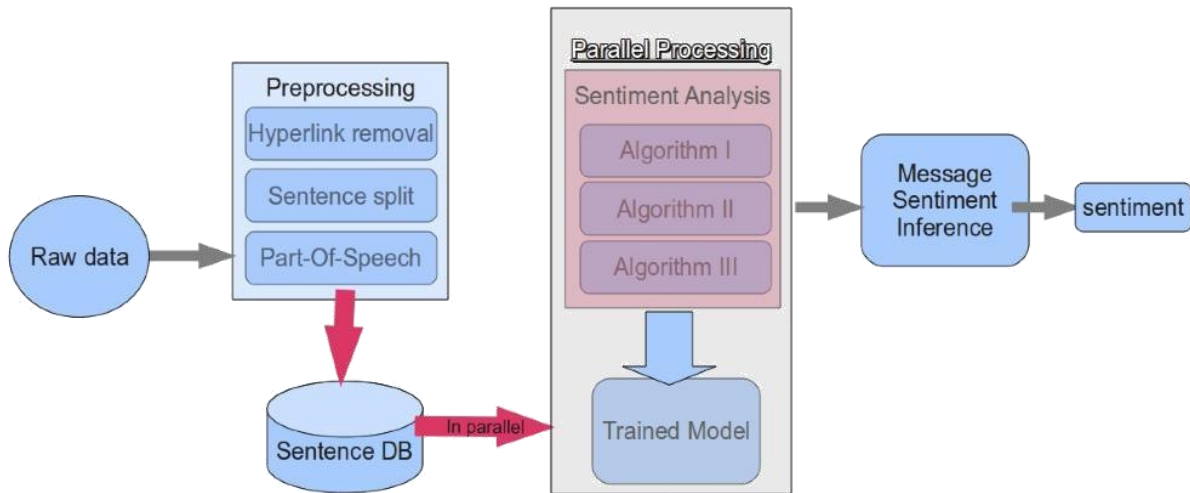 Raw data
Preprocessing
Hyperlink removal
Sentence split
Part-Of-Speech
Sentence DB
In parallel
Parallel Processing
Sentiment Analysis
Algorithm I
Algorithm II
Algorithm III
Trained Model
Message
Sentiment
Inference
sentiment